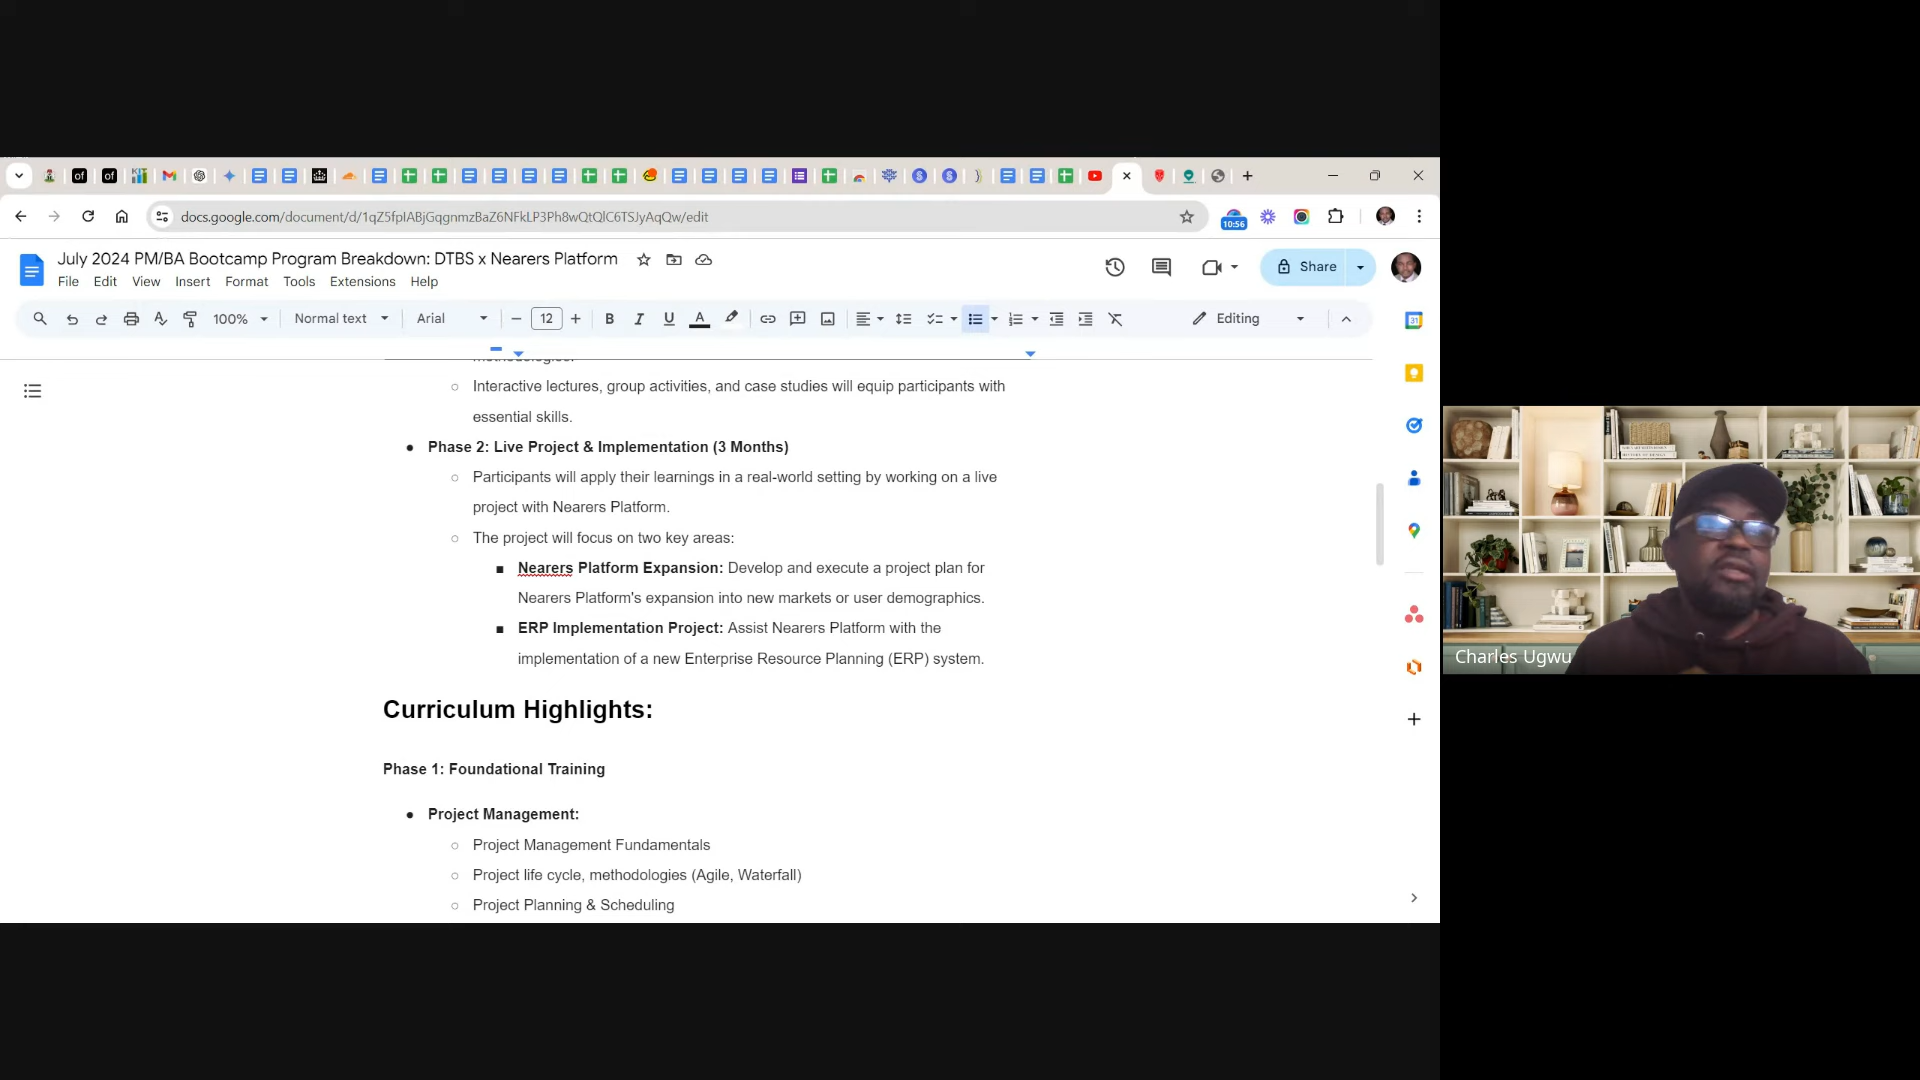 docs.google.com/document/d/1qZ5fpIABjGqgnmzBaZ6NFkLP3Ph8wQtQlC6TSJyAqQw/edit
10:56
July 2024 PM/BA Bootcamp Program Breakdown: DTBS x Nearers Platform
File Edit View Insert Format Tools Extensions Help
Share
100% Normal text Arial 12 B I U A Editing
Interactive lectures, group activities, and case studies will equip participants with
essential skills.
Phase 2: Live Project & Implementation (3 Months)
Participants will apply their learnings in a real-world setting by working on a live
project with Nearers Platform.
The project will focus on two key areas:
Nearers Platform Expansion: Develop and execute a project plan for
Nearers Platform's expansion into new markets or user demographics.
ERP Implementation Project: Assist Nearers Platform with the
implementation of a new Enterprise Resource Planning (ERP) system.
Curriculum Highlights:
Phase 1: Foundational Training
Project Management:
Project Management Fundamentals
Project life cycle, methodologies (Agile, Waterfall)
Project Planning & Scheduling
Charles Ugwu